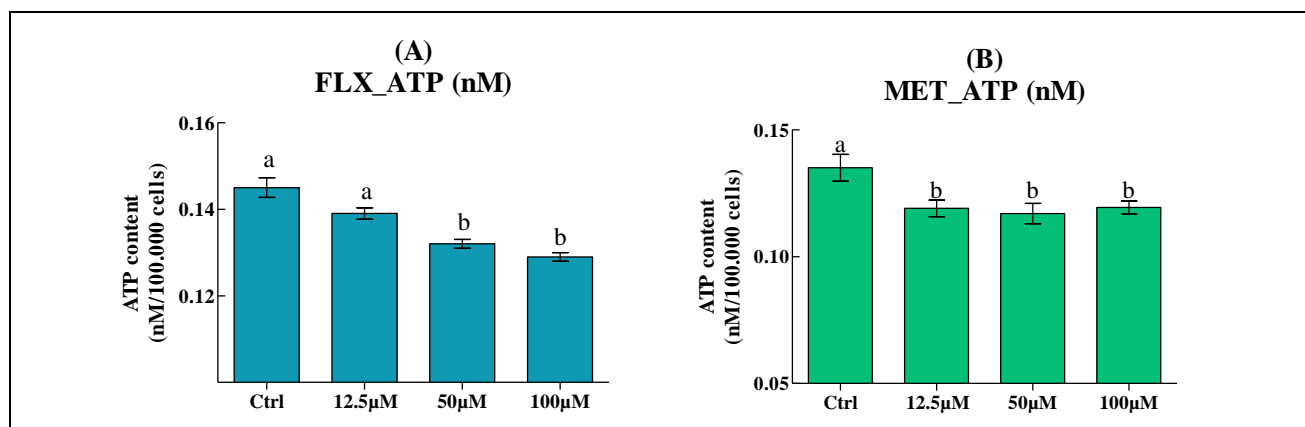 (A)
FLX_ATP (nM)
ATP content
(nM/100.000 cells)
0.16
0.14
0.12
a
a
b
b
Ctrl 12.5µM 50µM 100µM
(B)
MET_ATP (nM)
ATP content
(nM/100.000 cells)
0.15
0.10
0.05
a
b
b
b
Ctrl 12.5µM 50µM 100µM